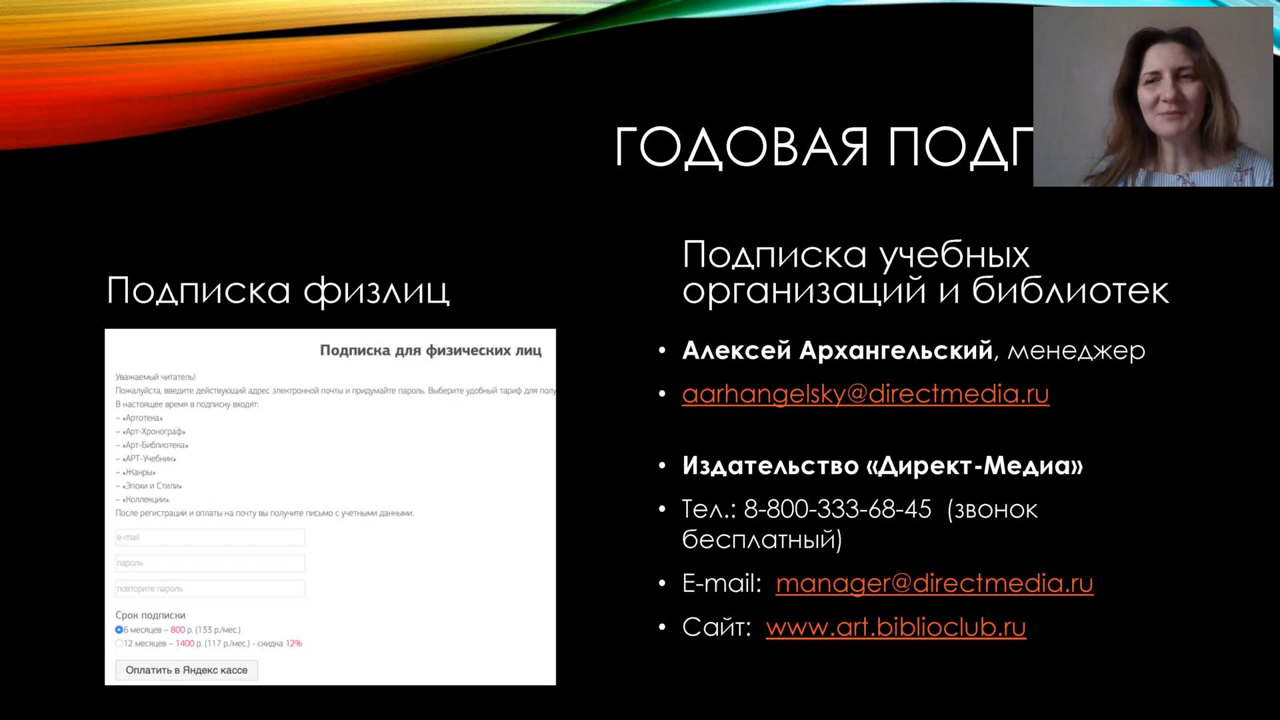 ГОДОВАЯ ПОДП
Подписка физлиц
Подписка для физических лиц
Уважаемый читатель!
Пожалуйста, введите действующий адрес электронной почты и придумайте пароль. Выберите удобный тариф для полу
В настоящее время в подписку входят:
– «Артотека»
– «Арт-Хронограф»
– «Арт-Библиотека»
– «АРТ-Учебник»
– «Жанры»
– «Эпохи и Стили»
– «Коллекции».
После регистрации и оплаты на почту вы получите письмо с учетными данными.
e-mail
пароль
повторите пароль
Срок подписки
6 месяцев – 800 р. (133 р./мес.)
12 месяцев – 1400 р. (117 р./мес.) - скидка 12%
Оплатить в Яндекс кассе
Подписка учебных
организаций и библиотек
• Алексей Архангельский, менеджер
• aarhangelsky@directmedia.ru
• Издательство «Директ-Медиа»
• Тел.: 8-800-333-68-45 (звонок
бесплатный)
• E-mail: manager@directmedia.ru
• Сайт: www.art.biblioclub.ru